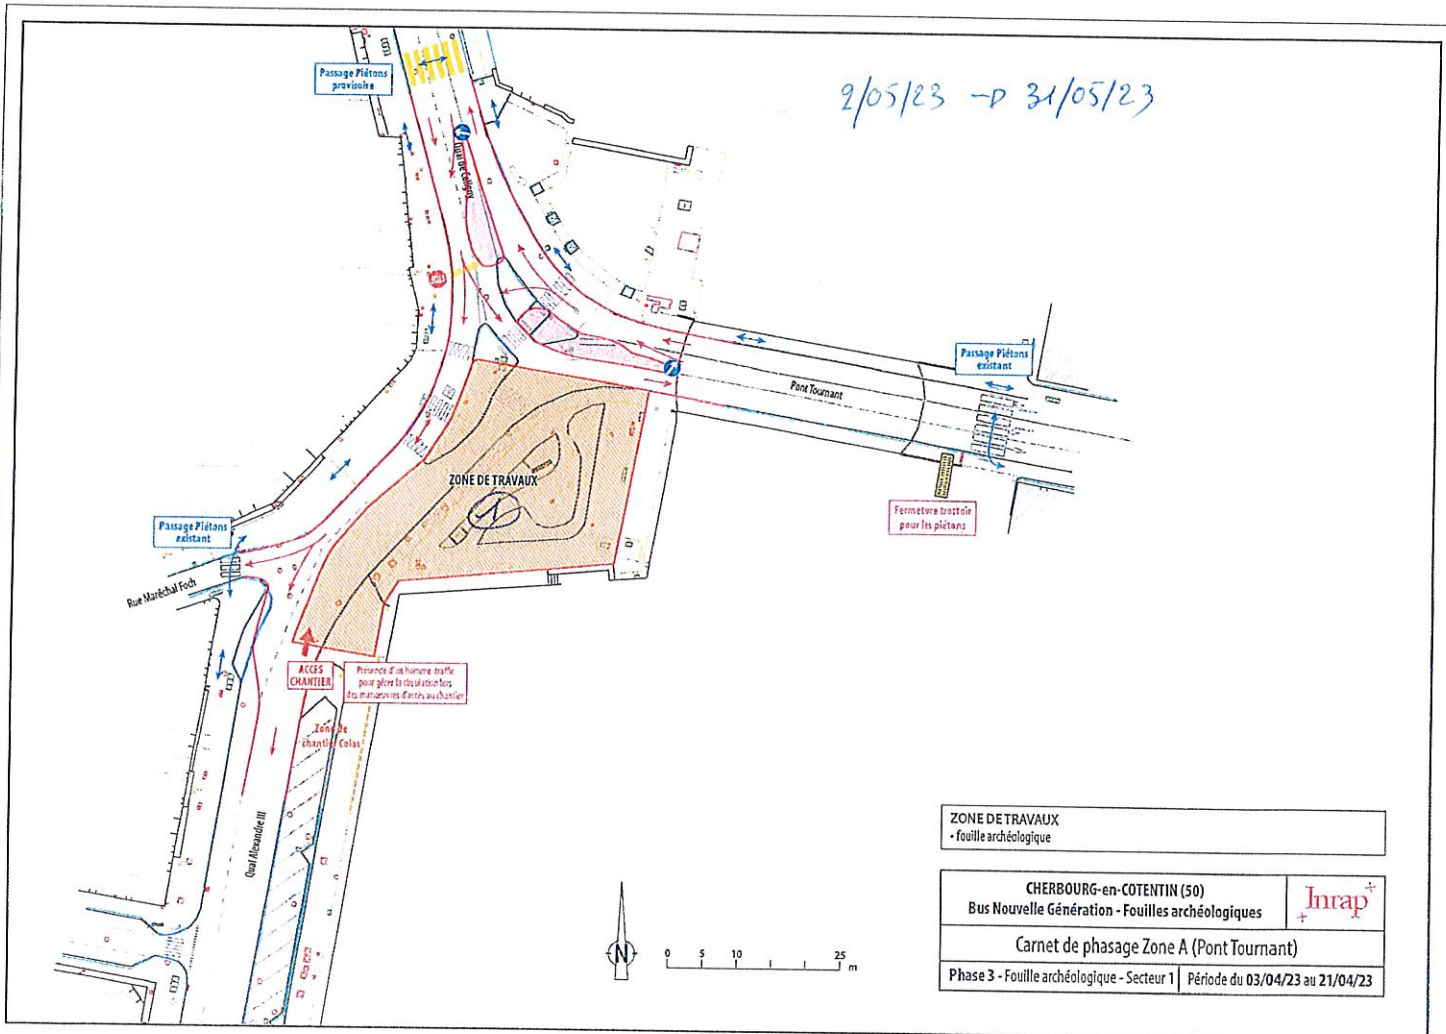 2/05/23 → 31/05/23
Passage Piétons
provisoire
Quai De Caligny
Passage Piétons
existant
Pont Tournant
ZONE DE TRAVAUX
Fermeture trottoir
pour les piétons
Passage Piétons
existant
Rue Maréchal Foch
ACCES
CHANTIER
Présence d'un homme traffic
pour gérer la circulation lors
des manœuvres d'accès au chantier
Zone de
chantier Colas
Quai Alexandre III
N
0 5 10 25
m
ZONE DE TRAVAUX
• fouille archéologique
CHERBOURG-en-COTENTIN (50)
Bus Nouvelle Génération - Fouilles archéologiques
Inrap
Carnet de phasage Zone A (Pont Tournant)
Phase 3 - Fouille archéologique - Secteur 1
Période du 03/04/23 au 21/04/23